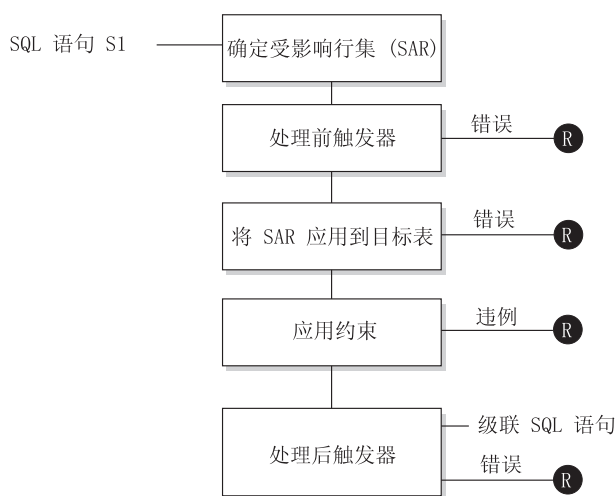 SQL 语句 S1
确定受影响行集 (SAR)
处理前触发器
错误
R
将 SAR 应用到目标表
错误
R
应用约束
违例
R
处理后触发器
级联 SQL 语句
错误
R